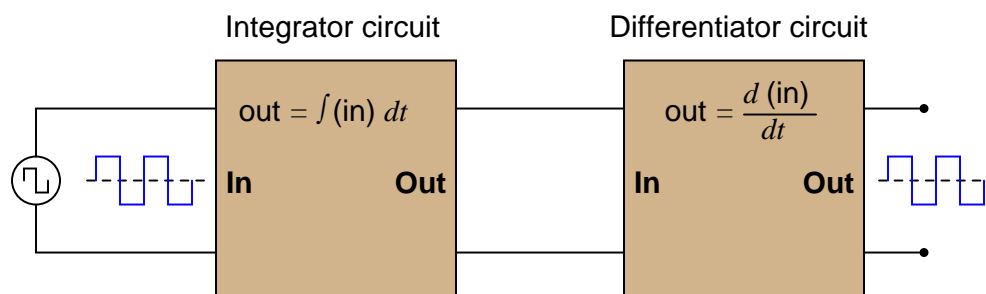 Integrator circuit
Differentiator circuit
out = ∫ (in) dt
out = d (in) / dt
In
Out
In
Out